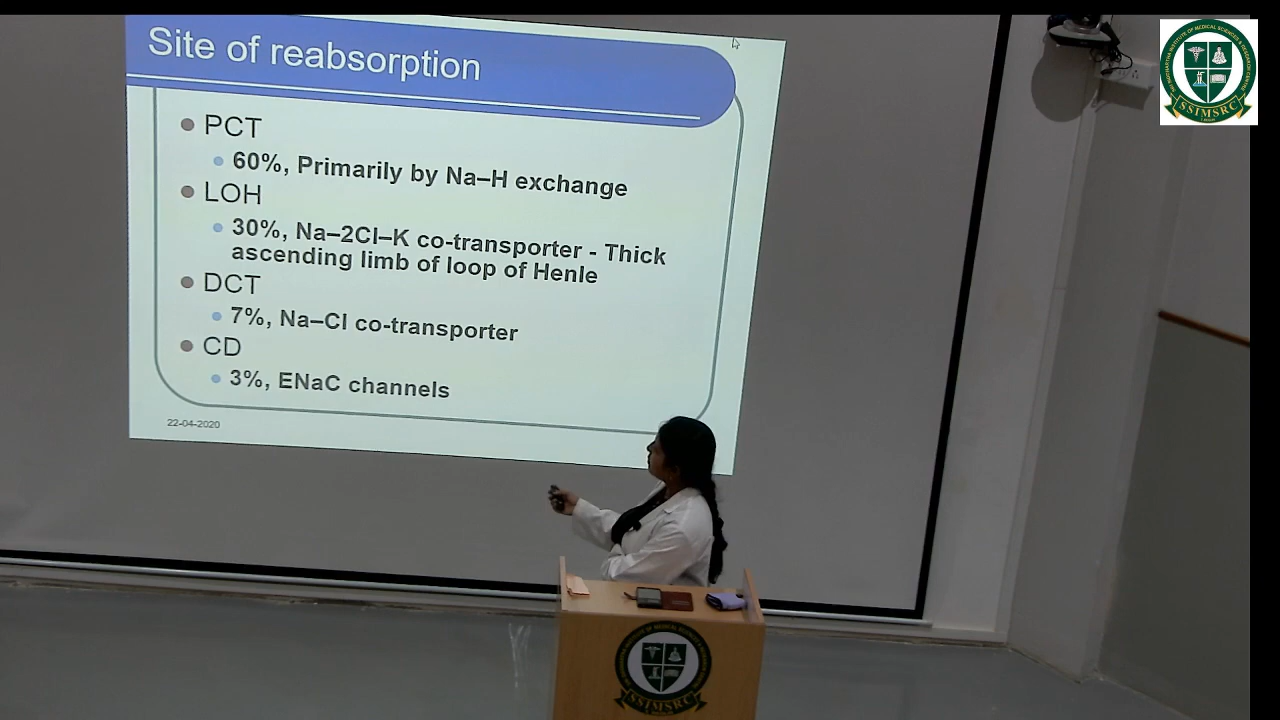 Site of reabsorption
PCT
60%, Primarily by Na–H exchange
LOH
30%, Na–2Cl–K co-transporter - Thick
ascending limb of loop of Henle
DCT
7%, Na–Cl co-transporter
CD
3%, ENaC channels
22-04-2020
SSIMSRC
SSIMSRC